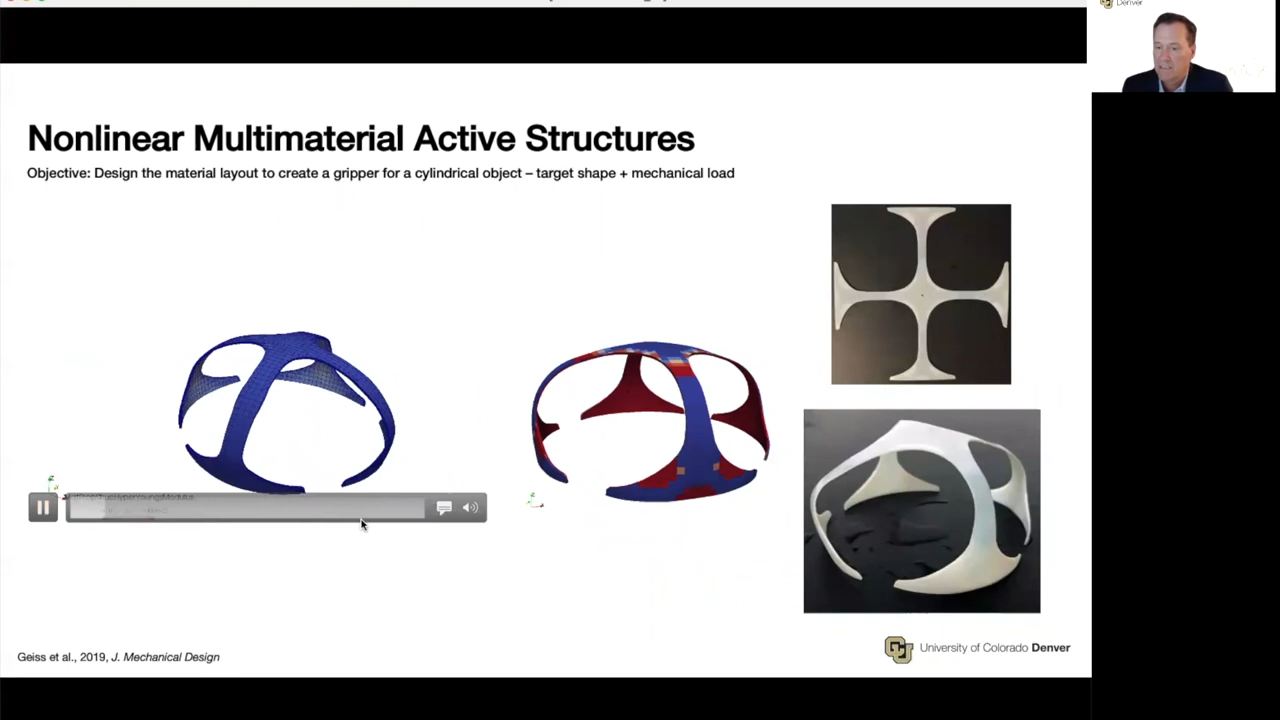 Denver
Nonlinear Multimaterial Active Structures
Objective: Design the material layout to create a gripper for a cylindrical object – target shape + mechanical load
Geiss et al., 2019, J. Mechanical Design
University of Colorado Denver